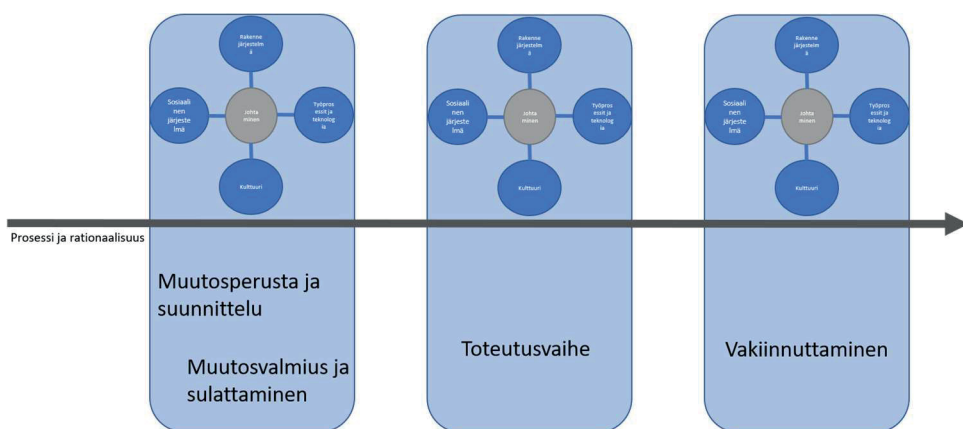 Rakenne
järjestelm
ä
Sosiaali
nen
järjeste
lmä
Johta
minen
Työpros
essit ja
teknolog
ia
Kulttuuri
Rakenne
järjestelm
ä
Sosiaali
nen
järjeste
lmä
Johta
minen
Työpros
essit ja
teknolog
ia
Kulttuuri
Rakenne
järjestelm
ä
Sosiaali
nen
järjeste
lmä
Johta
minen
Työpros
essit ja
teknolog
ia
Kulttuuri
Prosessi ja rationaalisuus
Muutosperusta ja
suunnittelu
Muutosvalmius ja
sulattaminen
Toteutusvaihe
Vakiinnuttaminen